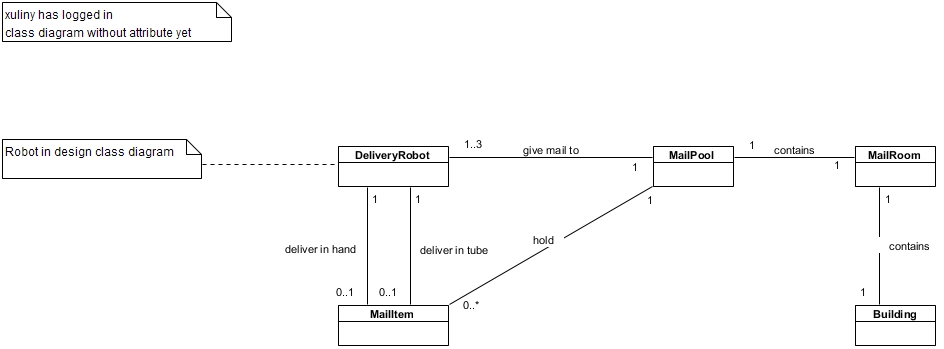 xuliny has logged in
class diagram without attribute yet
Robot in design class diagram
DeliveryRobot
1..3
give mail to
1
MailPool
1
contains
1
MailRoom
1
1
1
1
deliver in hand
deliver in tube
hold
contains
0..1
0..1
0..*
1
MailItem
Building